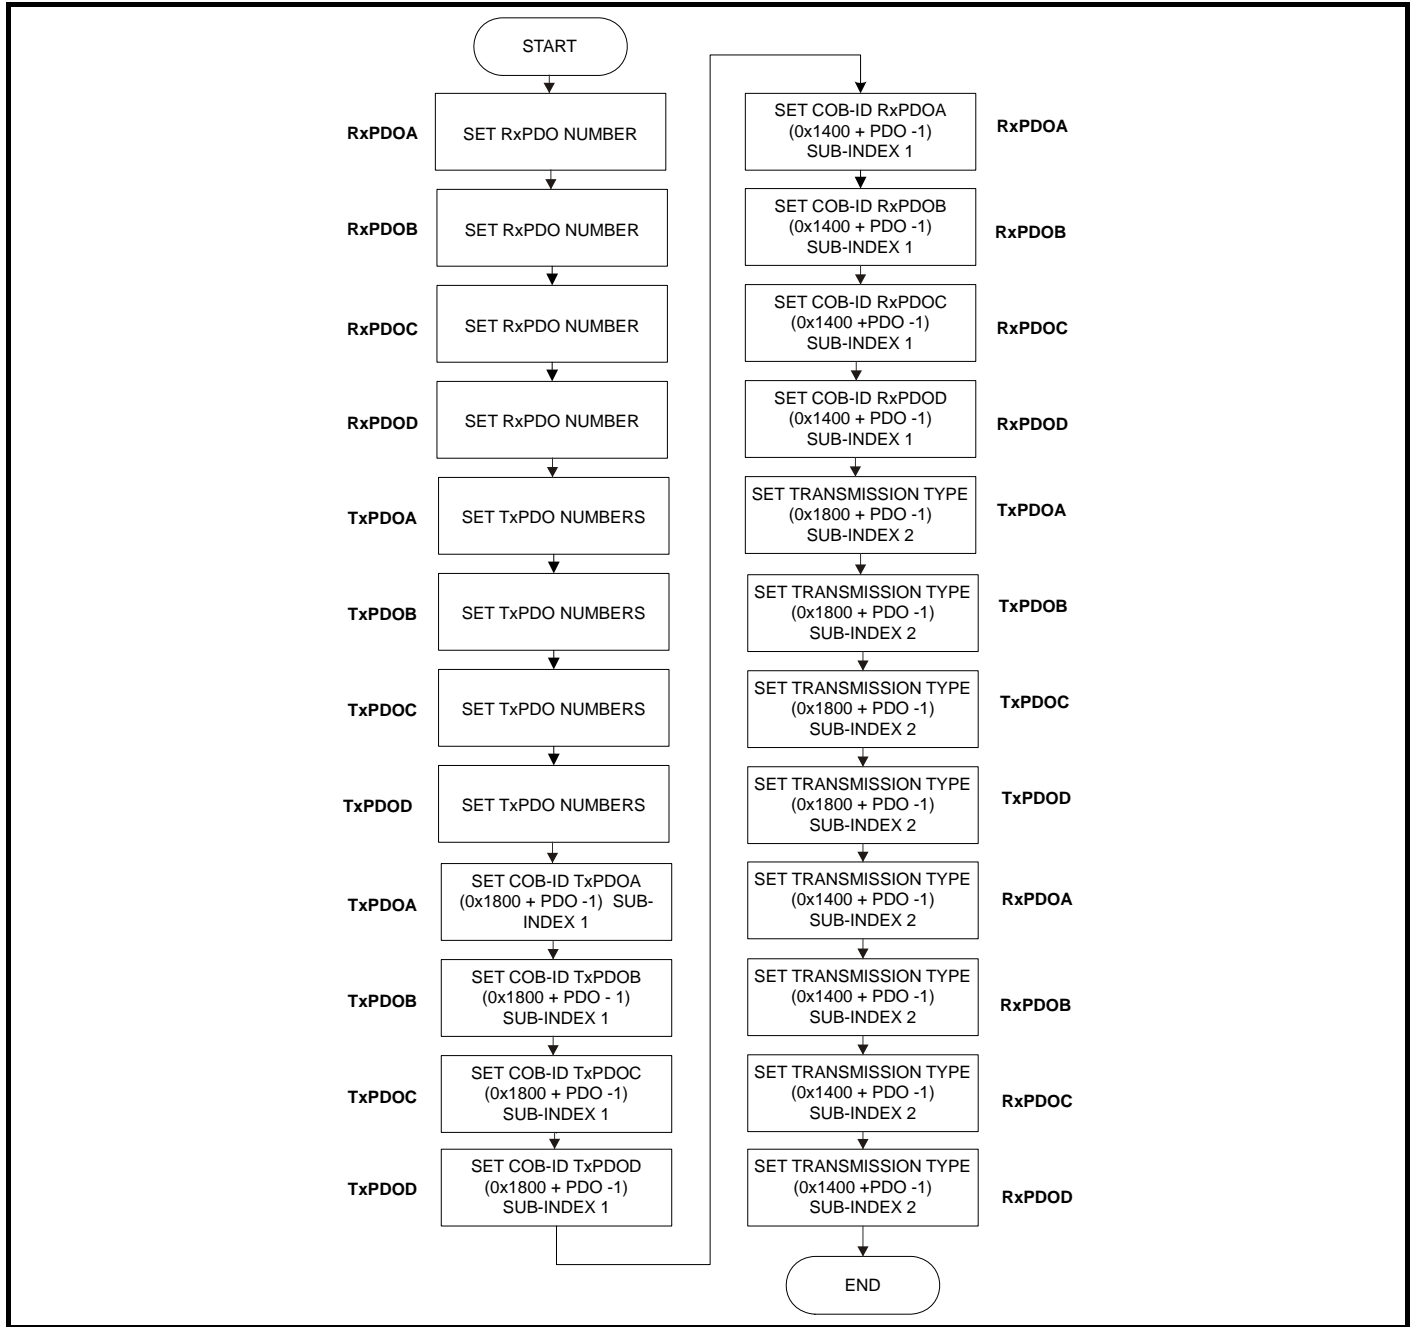 START
RxPDOA
SET RxPDO NUMBER
RxPDOB
SET RxPDO NUMBER
RxPDOC
SET RxPDO NUMBER
RxPDOD
SET RxPDO NUMBER
TxPDOA
SET TxPDO NUMBERS
TxPDOB
SET TxPDO NUMBERS
TxPDOC
SET TxPDO NUMBERS
TxPDOD
SET TxPDO NUMBERS
TxPDOA
SET COB-ID TxPDOA
(0x1800 + PDO -1) SUB-
INDEX 1
TxPDOB
SET COB-ID TxPDOB
(0x1800 + PDO - 1)
SUB-INDEX 1
TxPDOC
SET COB-ID TxPDOC
(0x1800 + PDO -1)
SUB-INDEX 1
TxPDOD
SET COB-ID TxPDOD
(0x1800 + PDO -1)
SUB-INDEX 1
SET COB-ID RxPDOA
(0x1400 + PDO -1)
SUB-INDEX 1
RxPDOA
SET COB-ID RxPDOB
(0x1400 + PDO -1)
SUB-INDEX 1
RxPDOB
SET COB-ID RxPDOC
(0x1400 +PDO -1)
SUB-INDEX 1
RxPDOC
SET COB-ID RxPDOD
(0x1400 + PDO -1)
SUB-INDEX 1
RxPDOD
SET TRANSMISSION TYPE
(0x1800 + PDO -1)
SUB-INDEX 2
TxPDOA
SET TRANSMISSION TYPE
(0x1800 + PDO -1)
SUB-INDEX 2
TxPDOB
SET TRANSMISSION TYPE
(0x1800 + PDO -1)
SUB-INDEX 2
TxPDOC
SET TRANSMISSION TYPE
(0x1800 + PDO -1)
SUB-INDEX 2
TxPDOD
SET TRANSMISSION TYPE
(0x1400 + PDO -1)
SUB-INDEX 2
RxPDOA
SET TRANSMISSION TYPE
(0x1400 + PDO -1)
SUB-INDEX 2
RxPDOB
SET TRANSMISSION TYPE
(0x1400 + PDO -1)
SUB-INDEX 2
RxPDOC
SET TRANSMISSION TYPE
(0x1400 +PDO -1)
SUB-INDEX 2
RxPDOD
END